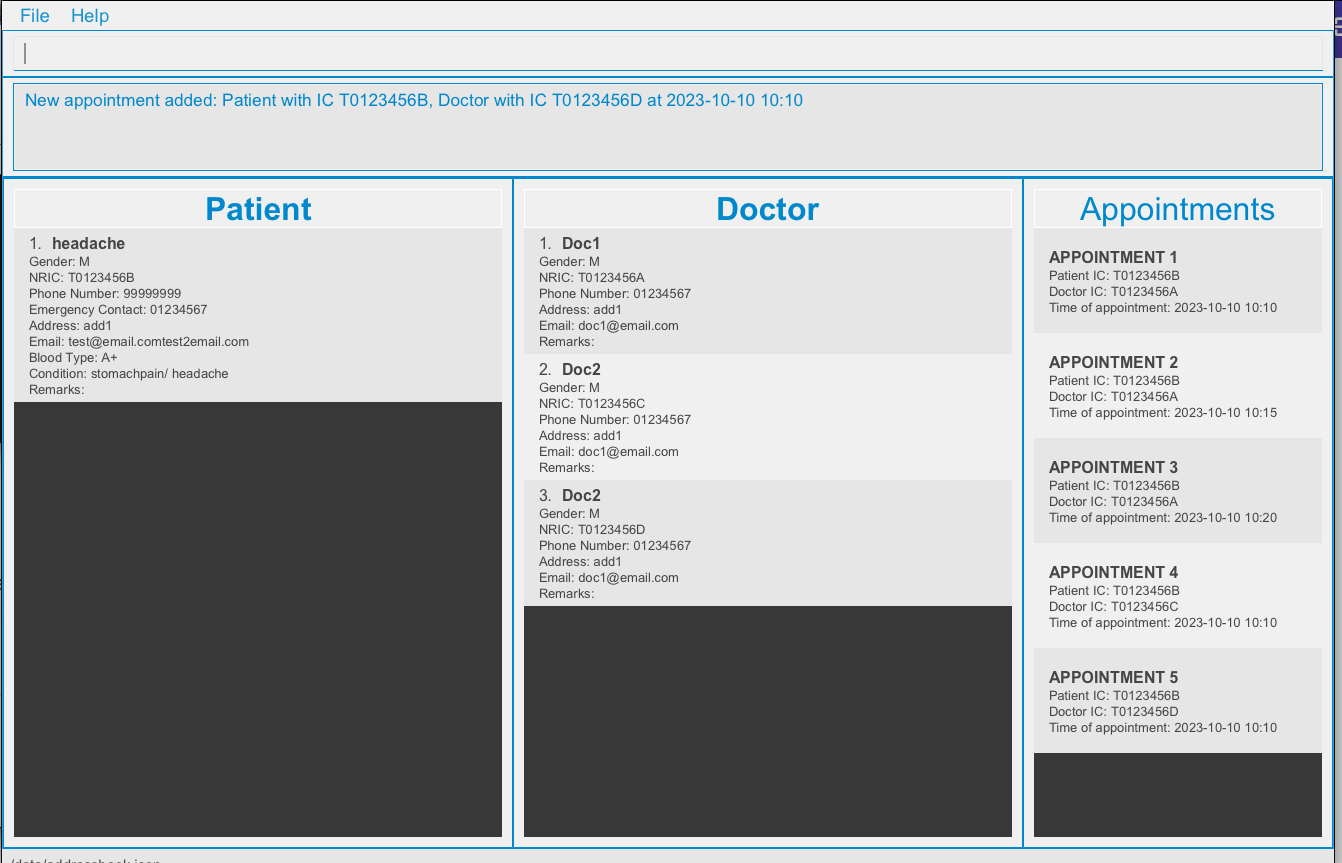 File Help
New appointment added: Patient with IC T0123456B, Doctor with IC T0123456D at 2023-10-10 10:10
Patient
1. headache
Gender: M
NRIC: T0123456B
Phone Number: 99999999
Emergency Contact: 01234567
Address: add1
Email: test@email.comtest2email.com
Blood Type: A+
Condition: stomachpain/ headache
Remarks:
Doctor
1. Doc1
Gender: M
NRIC: T0123456A
Phone Number: 01234567
Address: add1
Email: doc1@email.com
Remarks:
2. Doc2
Gender: M
NRIC: T0123456C
Phone Number: 01234567
Address: add1
Email: doc1@email.com
Remarks:
3. Doc2
Gender: M
NRIC: T0123456D
Phone Number: 01234567
Address: add1
Email: doc1@email.com
Remarks:
Appointments
APPOINTMENT 1
Patient IC: T0123456B
Doctor IC: T0123456A
Time of appointment: 2023-10-10 10:10
APPOINTMENT 2
Patient IC: T0123456B
Doctor IC: T0123456A
Time of appointment: 2023-10-10 10:15
APPOINTMENT 3
Patient IC: T0123456B
Doctor IC: T0123456A
Time of appointment: 2023-10-10 10:20
APPOINTMENT 4
Patient IC: T0123456B
Doctor IC: T0123456C
Time of appointment: 2023-10-10 10:10
APPOINTMENT 5
Patient IC: T0123456B
Doctor IC: T0123456D
Time of appointment: 2023-10-10 10:10